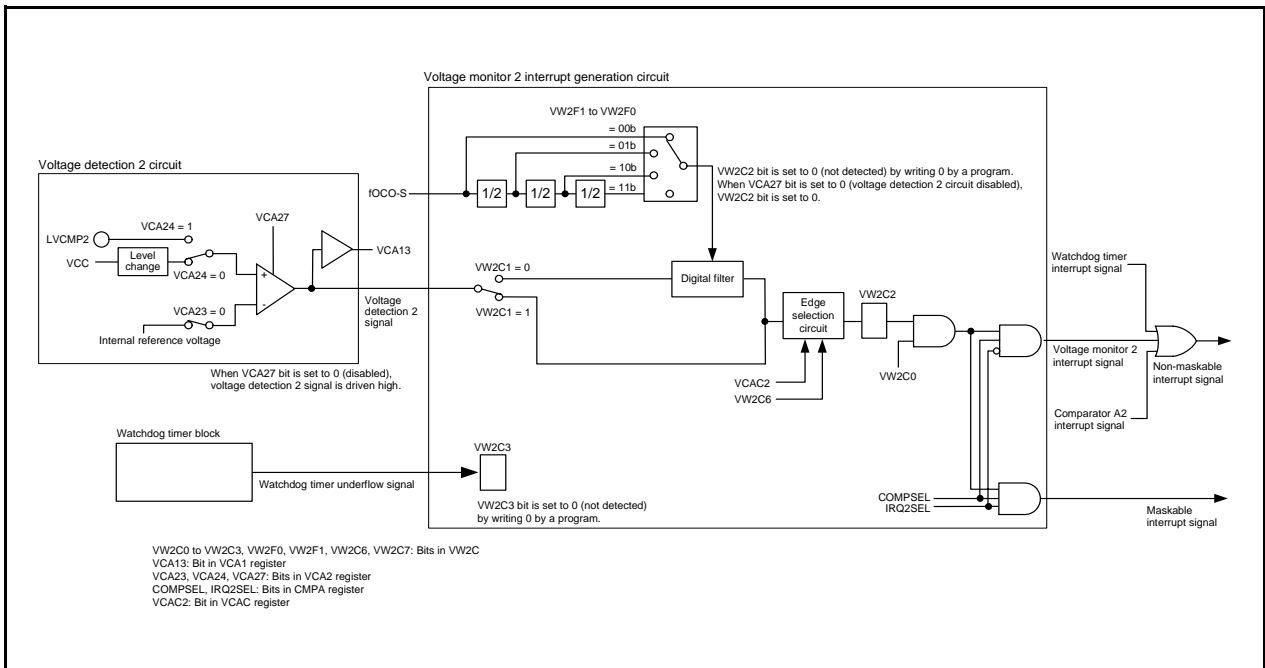 Voltage monitor 2 interrupt generation circuit
VW2F1 to VW2F0
= 00b
= 01b
= 10b
= 11b
fOCO-S
1/2
1/2
1/2
VW2C2 bit is set to 0 (not detected) by writing 0 by a program.
When VCA27 bit is set to 0 (voltage detection 2 circuit disabled),
VW2C2 bit is set to 0.
Voltage detection 2 circuit
VCA27
VCA24 = 1
LVCMP2
VCC
Level
change
VCA24 = 0
+
-
VCA13
VCA23 = 0
Internal reference voltage
Voltage
detection 2
signal
When VCA27 bit is set to 0 (disabled),
voltage detection 2 signal is driven high.
VW2C1 = 0
VW2C1 = 1
Digital filter
Edge
selection
circuit
VW2C2
VCAC2
VW2C6
VW2C0
Watchdog timer
interrupt signal
Voltage monitor 2
interrupt signal
Non-maskable
interrupt signal
Comparator A2
interrupt signal
Watchdog timer block
Watchdog timer underflow signal
VW2C3
VW2C3 bit is set to 0 (not detected)
by writing 0 by a program.
COMPSEL
IRQ2SEL
Maskable
interrupt signal
VW2C0 to VW2C3, VW2F0, VW2F1, VW2C6, VW2C7: Bits in VW2C
VCA13: Bit in VCA1 register
VCA23, VCA24, VCA27: Bits in VCA2 register
COMPSEL, IRQ2SEL: Bits in CMPA register
VCAC2: Bit in VCAC register